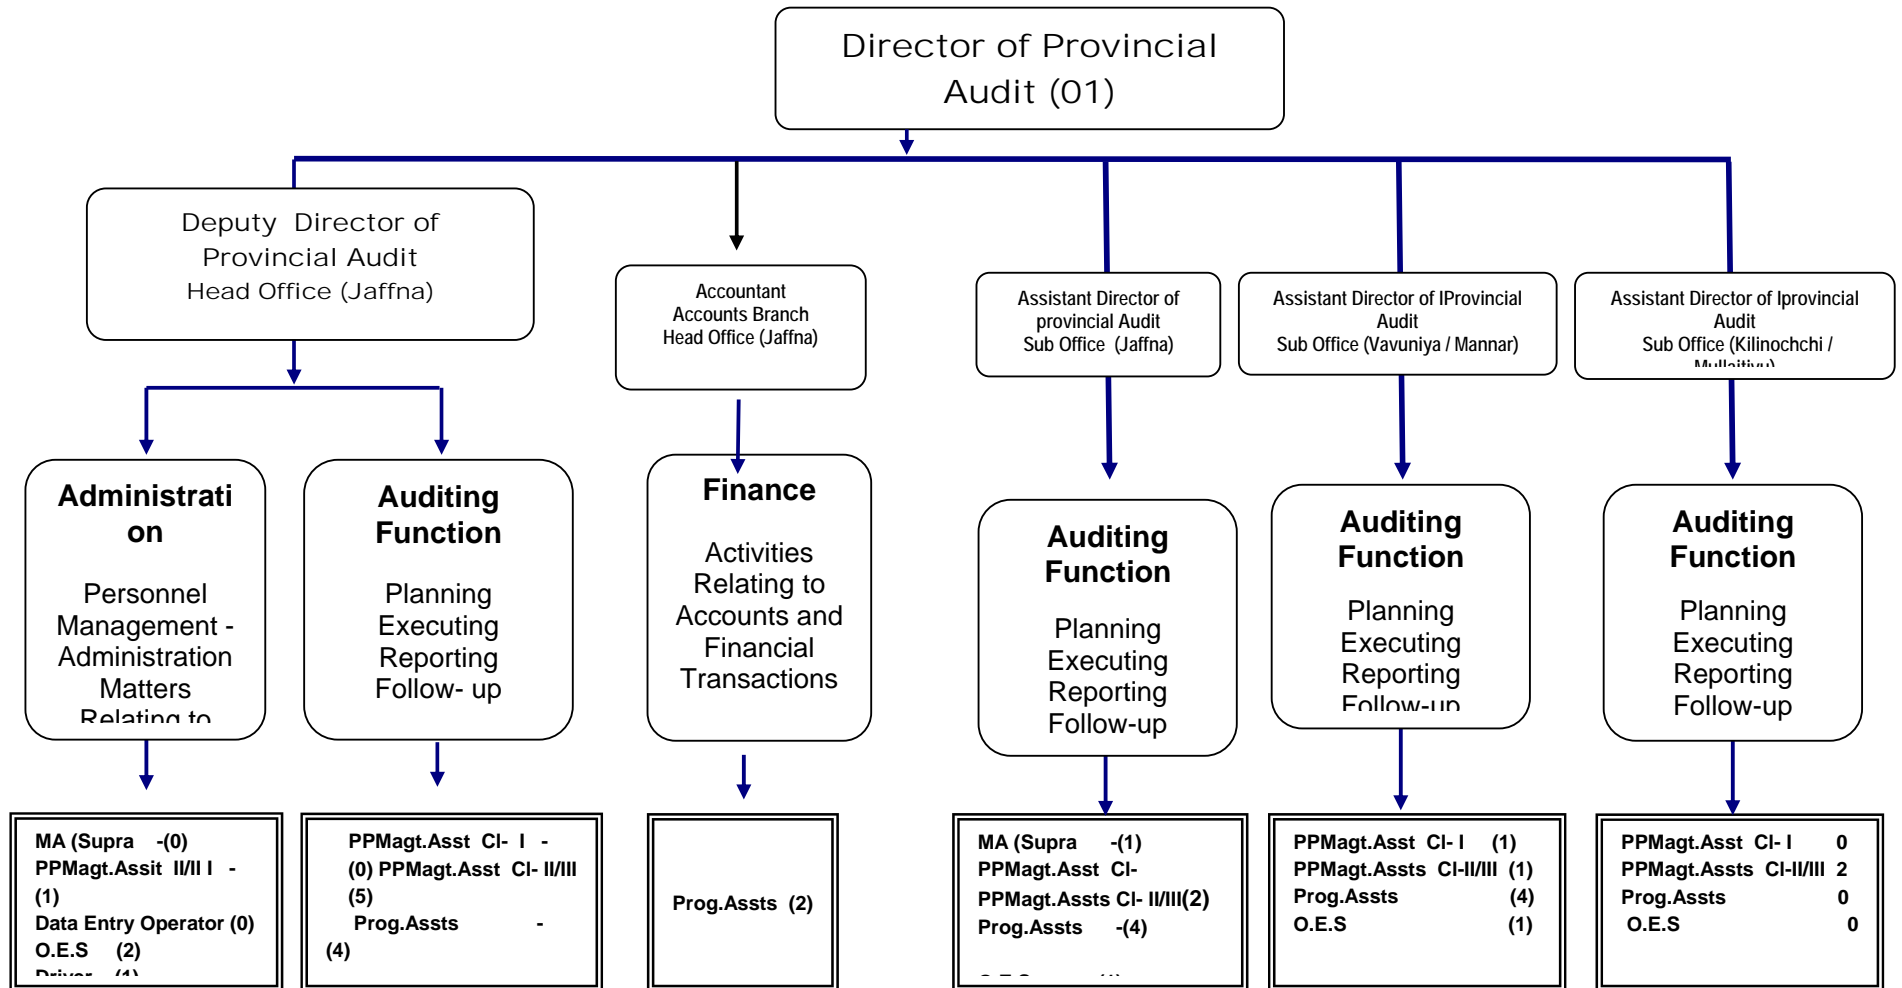 Director of Provincial
Audit (01)
Deputy Director of
Provincial Audit
Head Office (Jaffna)
Accountant
Accounts Branch
Head Office (Jaffna)
Assistant Director of
provincial Audit
Sub Office (Jaffna)
Assistant Director of IProvincial
Audit
Sub Office (Vavuniya / Mannar)
Assistant Director of Iprovincial
Audit
Sub Office (Kilinochchi /
Mullaitivu)
Administrati
on
Personnel
Management -
Administration
Matters
Relating to
Auditing
Function
Planning
Executing
Reporting
Follow- up
Finance
Activities
Relating to
Accounts and
Financial
Transactions
Auditing
Function
Planning
Executing
Reporting
Follow-up
Auditing
Function
Planning
Executing
Reporting
Follow-up
Auditing
Function
Planning
Executing
Reporting
Follow-up
MA (Supra -(0)
PPMagt.Assit II/II I -
(1)
Data Entry Operator (0)
O.E.S (2)
Driver (1)
PPMagt.Asst Cl- I -
(0) PPMagt.Asst Cl- II/III
(5)
Prog.Assts -
(4)
Prog.Assts (2)
MA (Supra -(1)
PPMagt.Asst Cl-
PPMagt.Assts Cl- II/III(2)
Prog.Assts -(4)
PPMagt.Asst Cl- I (1)
PPMagt.Assts Cl-II/III (1)
Prog.Assts (4)
O.E.S (1)
PPMagt.Asst Cl- I 0
PPMagt.Assts Cl-II/III 2
Prog.Assts 0
O.E.S 0